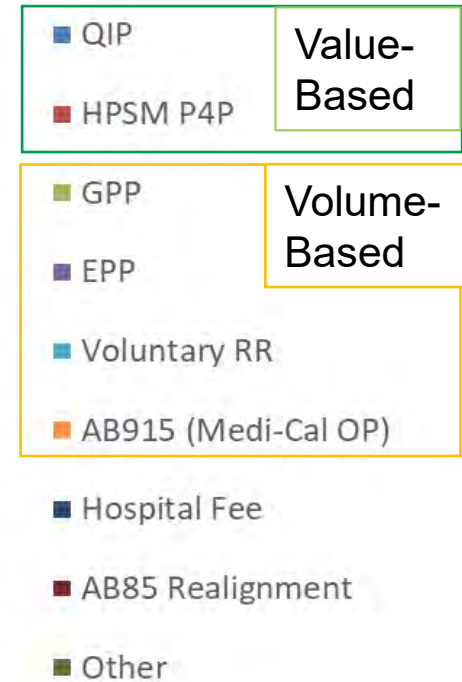 QIP
Value-
Based
HPSM P4P
GPP
Volume-
Based
EPP
Voluntary RR
AB915 (Medi-Cal OP)
Hospital Fee
AB85 Realignment
Other